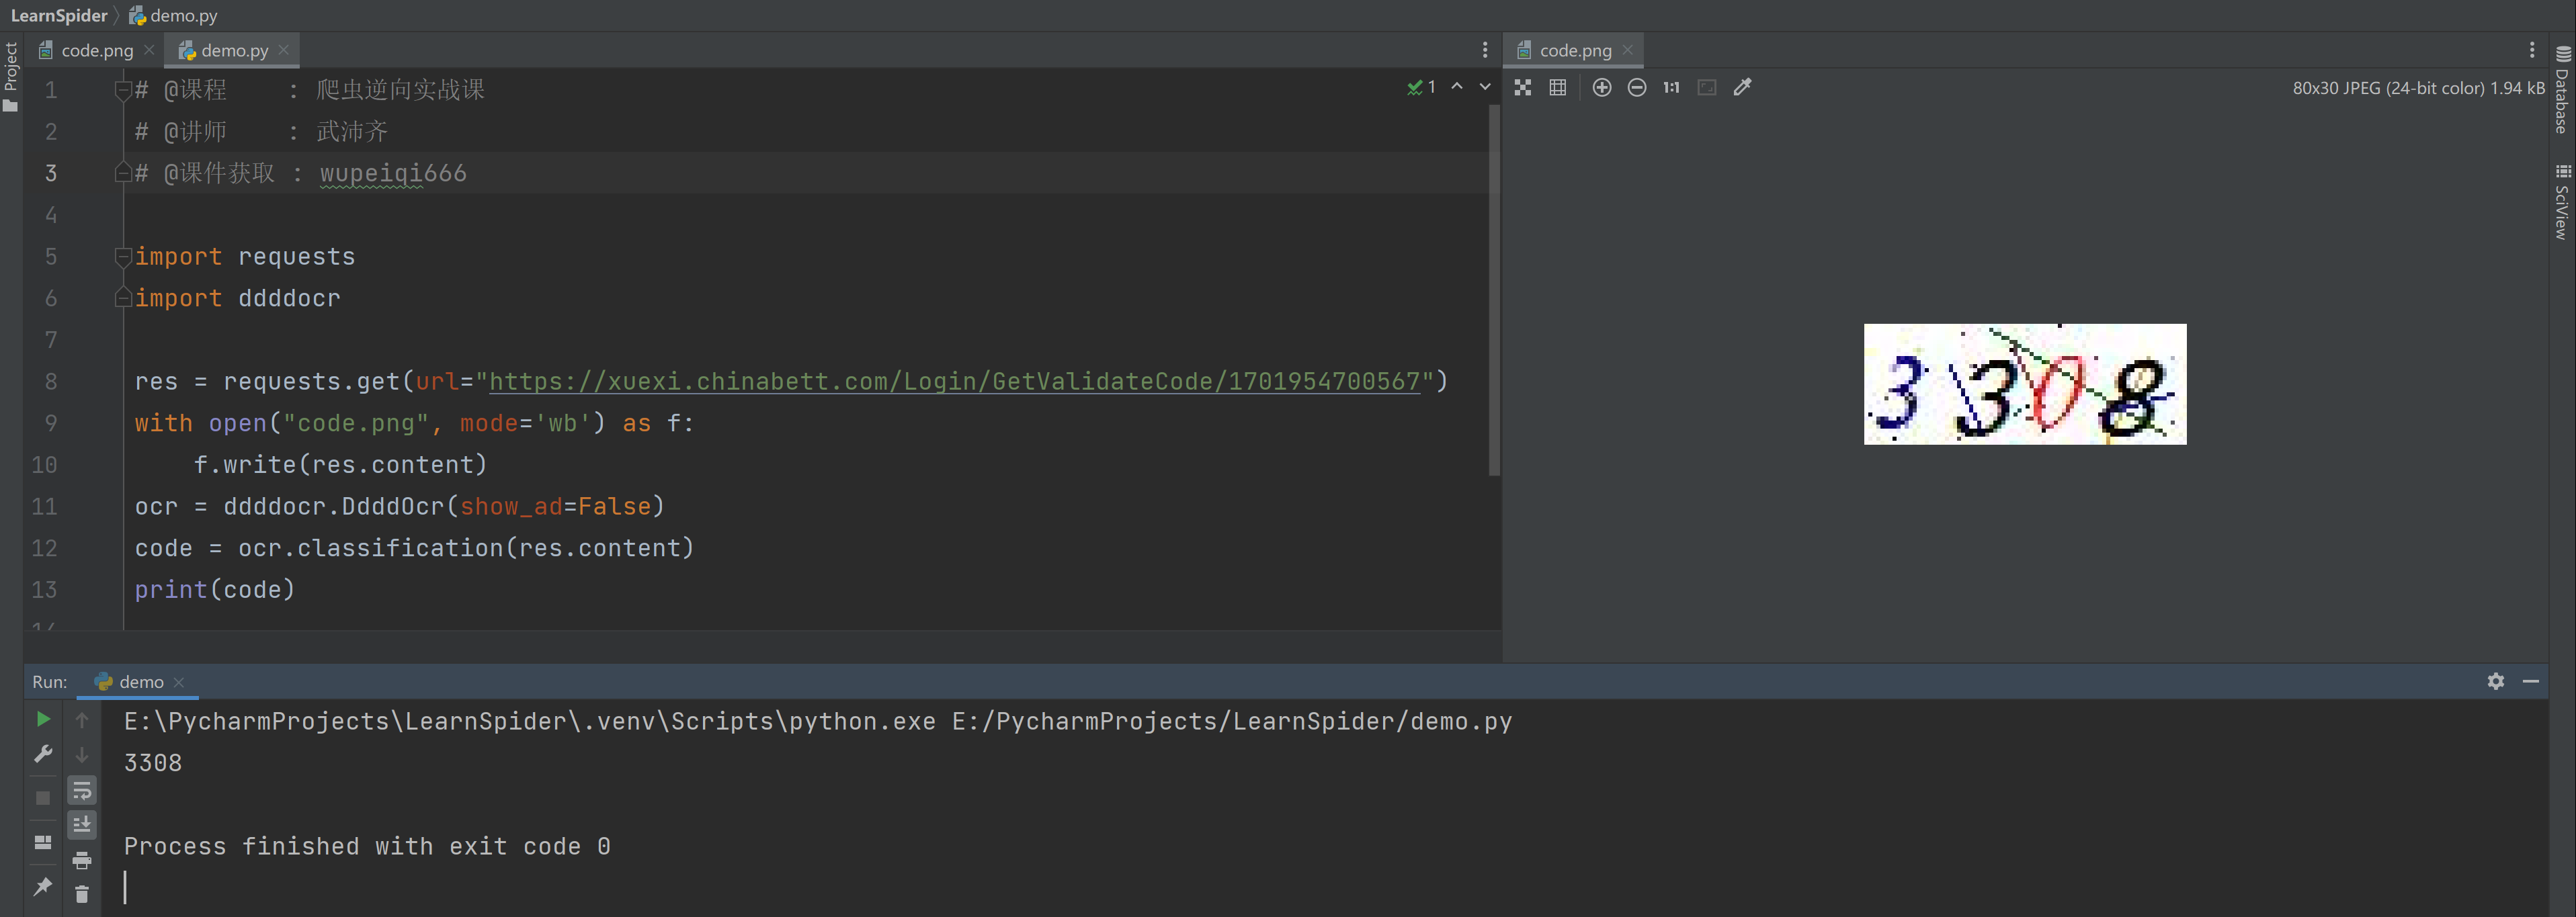 LearnSpider demo.py
Project
code.png
demo.py
code.png
1 # @课程 : 爬虫逆向实战课
2 # @讲师 : 武沛齐
3 # @课件获取 : wupeiqi666
4
5 import requests
6 import ddddocr
7
8 res = requests.get(url="https://xuexi.chinabett.com/Login/GetValidateCode/1701954700567")
9 with open("code.png", mode='wb') as f:
10 f.write(res.content)
11 ocr = ddddocr.DdddOcr(show_ad=False)
12 code = ocr.classification(res.content)
13 print(code)
14
1
1:1
80x30 JPEG (24-bit color) 1.94 kB
3308
Database
SciView
Run: demo
E:\PycharmProjects\LearnSpider\.venv\Scripts\python.exe E:/PycharmProjects/LearnSpider/demo.py
3308
Process finished with exit code 0